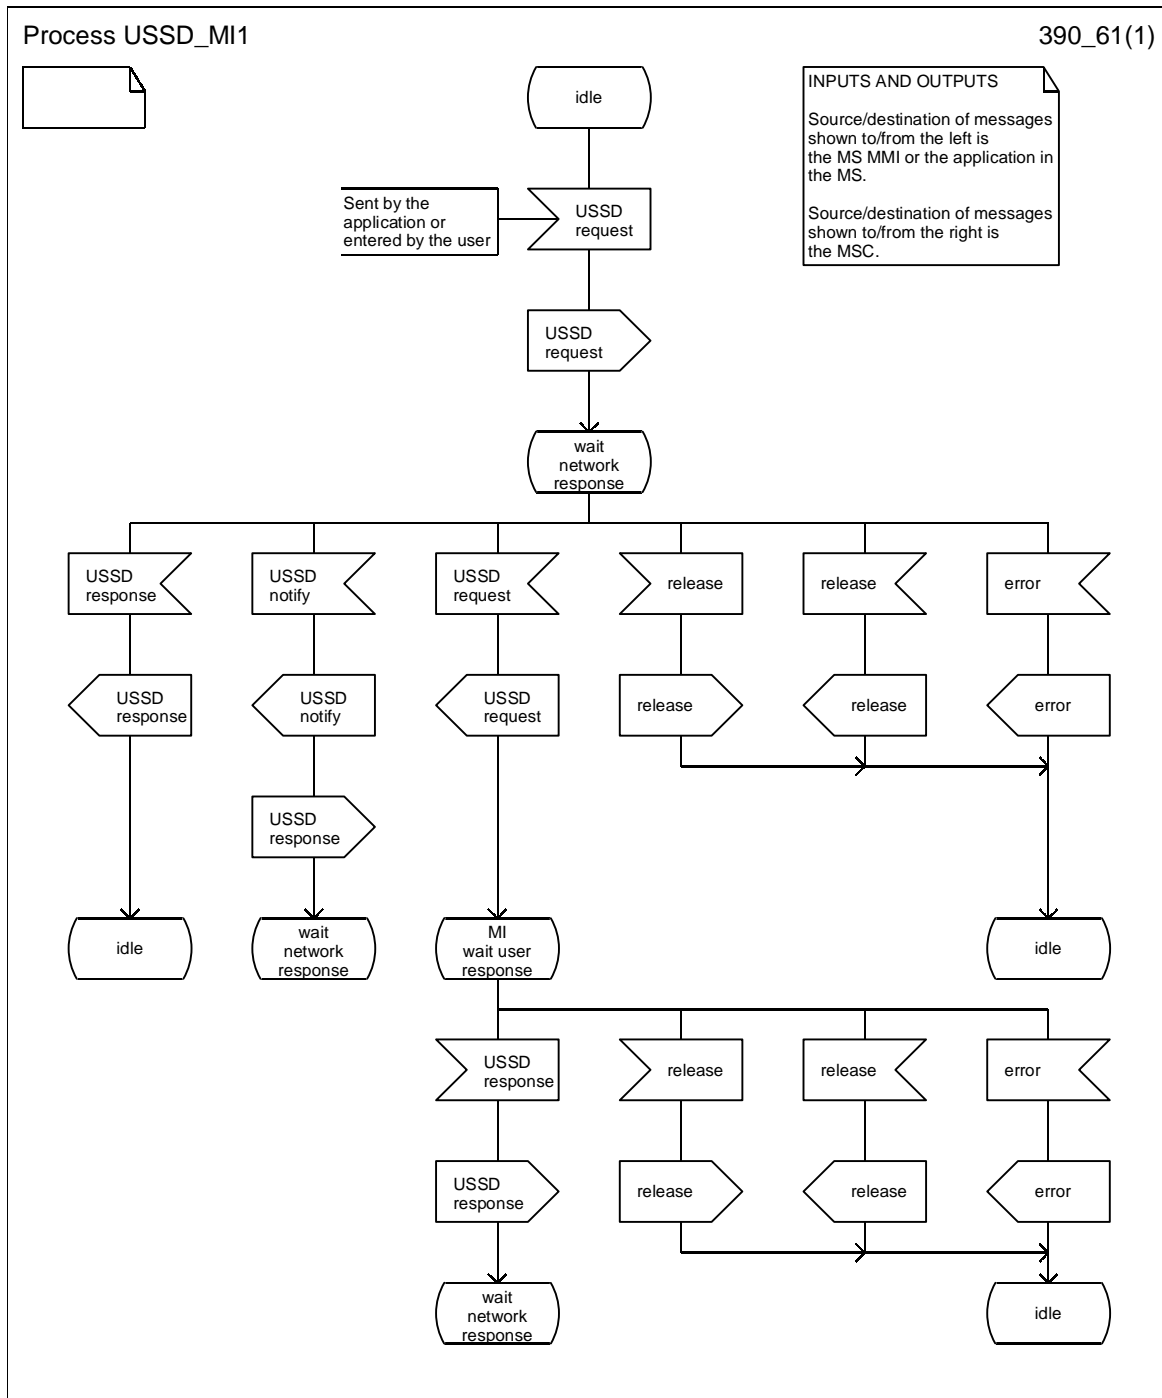 Process USSD_MI1
390_61(1)
idle
INPUTS AND OUTPUTS
Source/destination of messages
shown to/from the left is
the MS MMI or the application in
the MS.
Source/destination of messages
shown to/from the right is
the MSC.
Sent by the
application or
entered by the user
USSD
request
USSD
request
wait
network
response
USSD
response
USSD
notify
USSD
request
release
release
error
USSD
response
USSD
notify
USSD
request
release
release
error
USSD
response
idle
wait
network
response
MI
wait user
response
idle
USSD
response
release
release
error
USSD
response
release
release
error
wait
network
response
idle